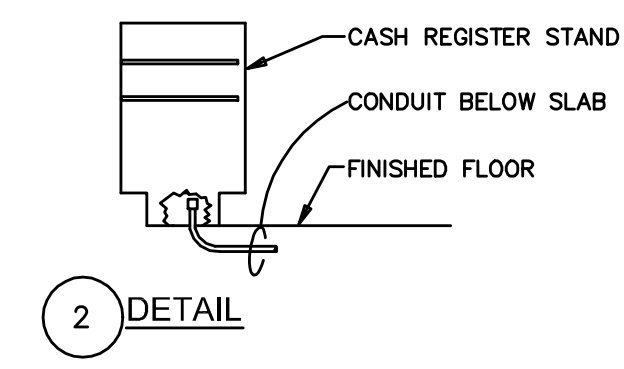 CASH REGISTER STAND
CONDUIT BELOW SLAB
FINISHED FLOOR
2 DETAIL